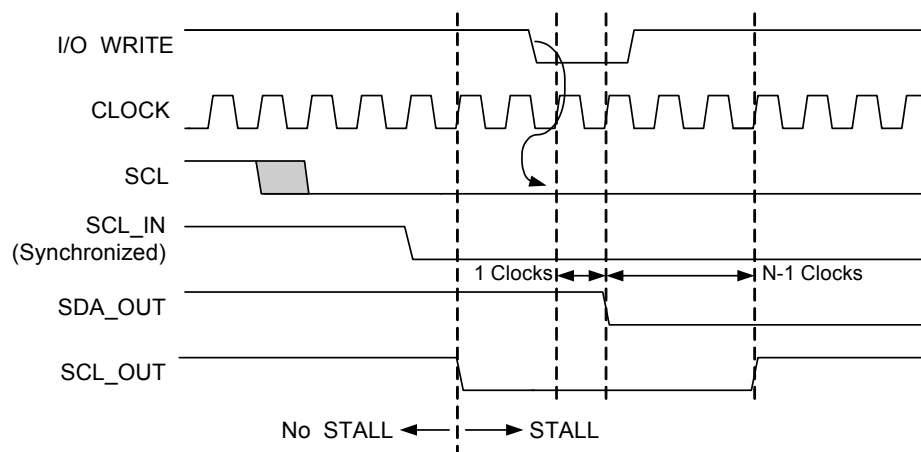 I/O WRITE
CLOCK
SCL
SCL_IN
(Synchronized)
1 Clocks
N-1 Clocks
SDA_OUT
SCL_OUT
No STALL
STALL